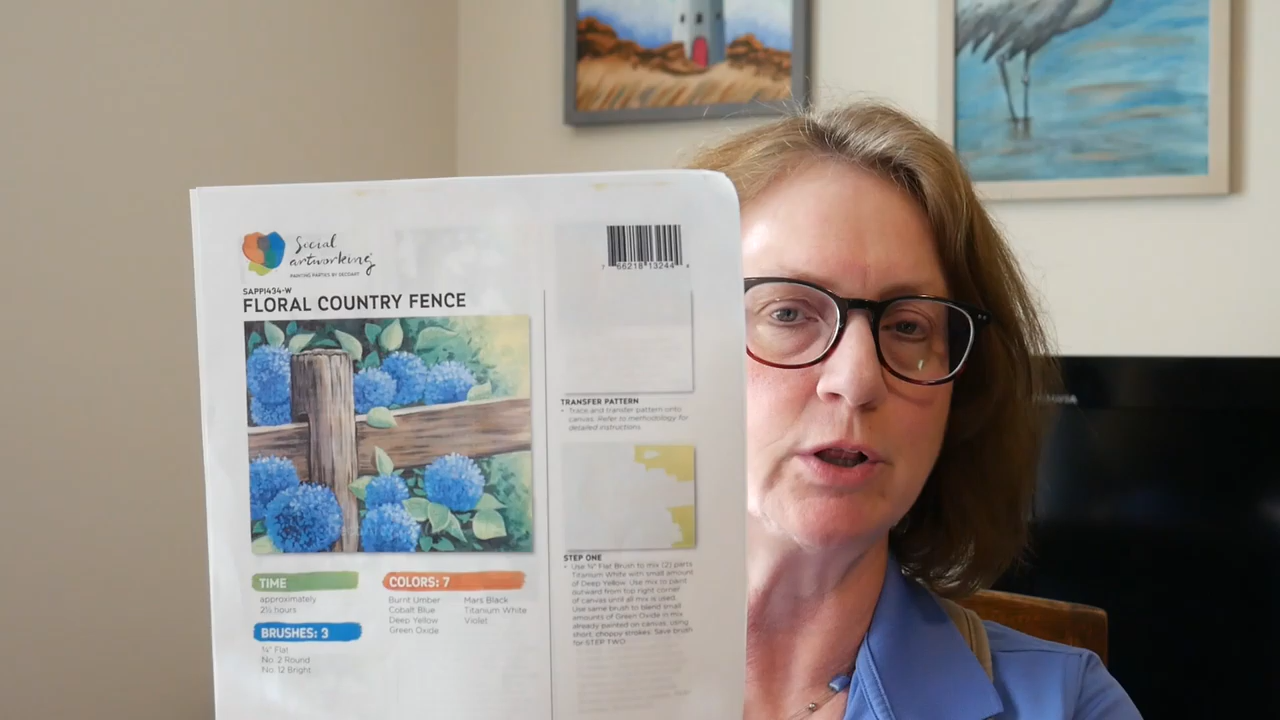 Social
artworking
PAINTING PARTIES BY DECOART
SAPP1434-W
FLORAL COUNTRY FENCE
TIME
approximately
2½ hours
BRUSHES: 3
¾" Flat
No. 2 Round
No. 12 Bright
COLORS: 7
Burnt Umber
Cobalt Blue
Deep Yellow
Green Oxide
Mars Black
Titanium White
Violet
7 66218 13244
TRANSFER PATTERN
• Trace and transfer pattern onto
canvas. Refer to methodology for
detailed instructions.
STEP ONE
• Use ¾" Flat Brush to mix (2) parts
Titanium White with small amount
of Deep Yellow. Use mix to paint
outward from top right corner
of canvas until all mix is used.
Use same brush to blend small
amounts of Green Oxide in mix
already painted on canvas, using
short, choppy strokes. Save brush
for STEP TWO.